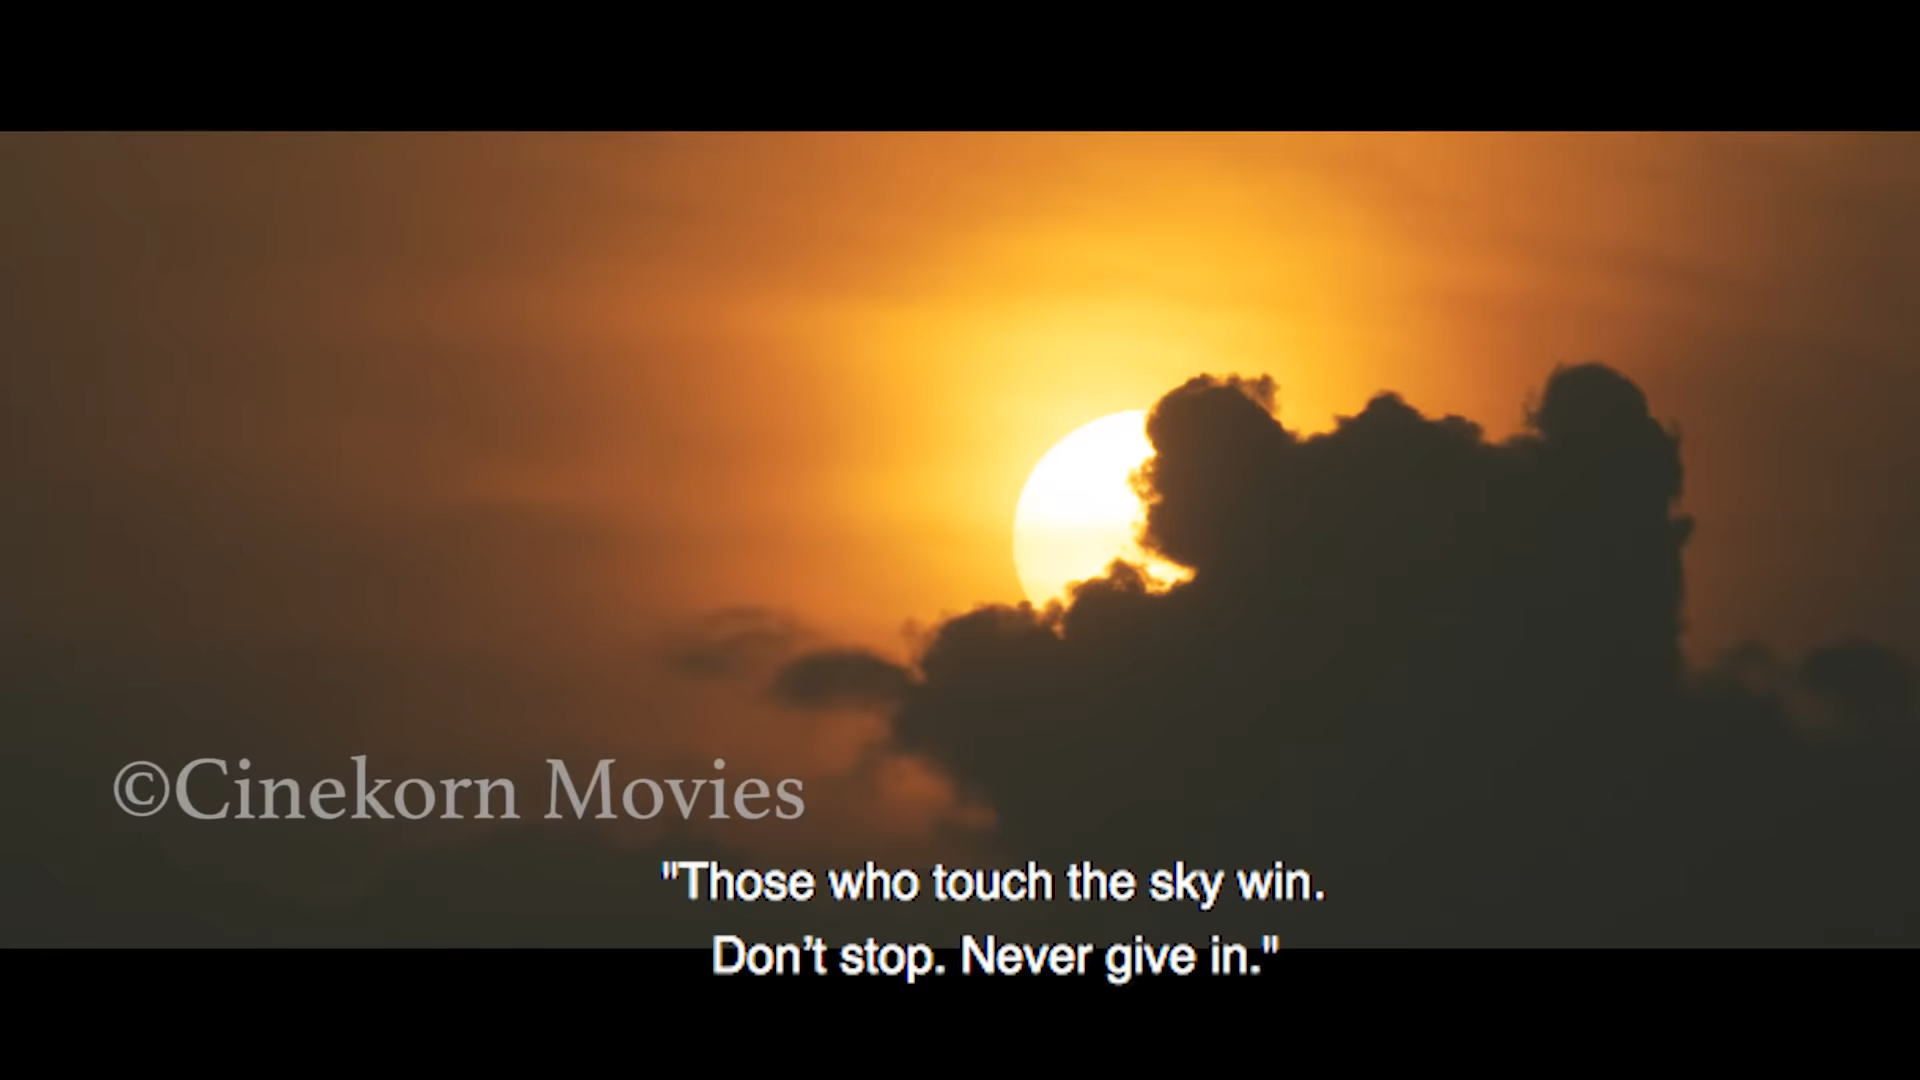 ©Cinekorn Movies
"Those who touch the sky win.
Don't stop. Never give in."